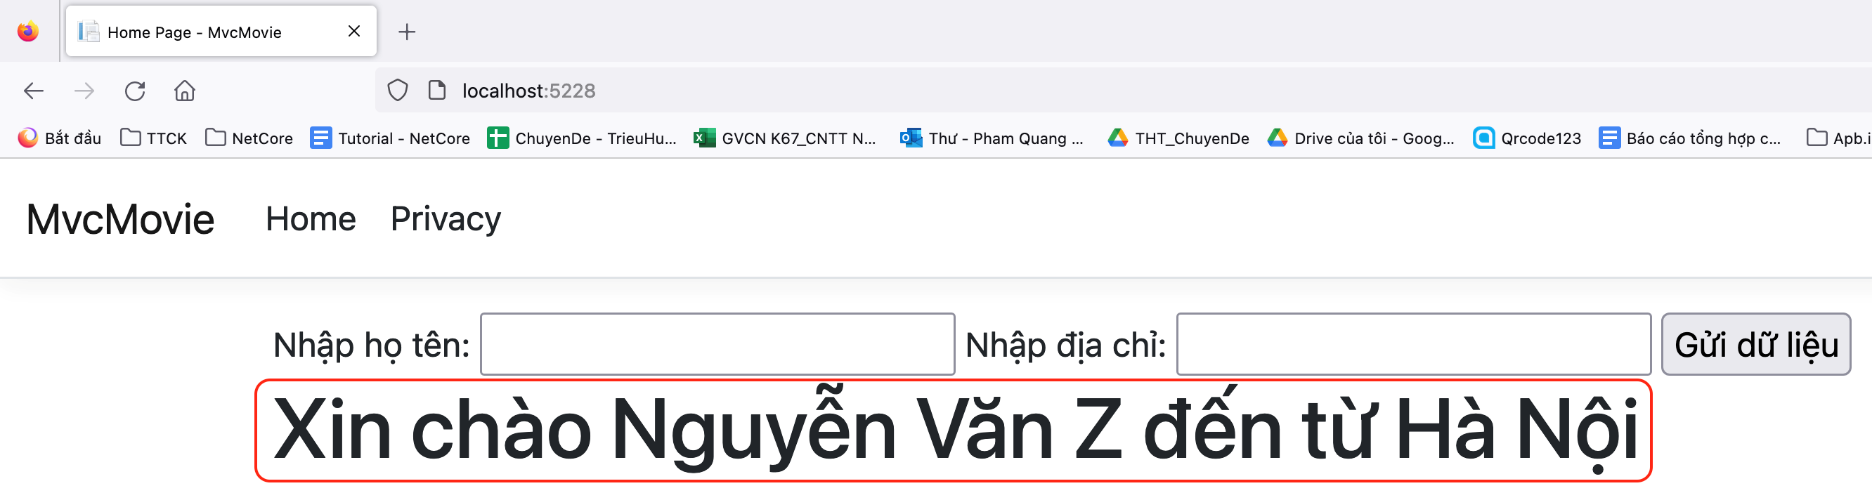 Home Page - MvcMovie
localhost:5228
Bắt đầu TTCK NetCore Tutorial - NetCore ChuyenDe - TrieuHu... GVCN K67_CNTT N... Thư - Pham Quang ... THT_ChuyenDe Drive của tôi - Goog... Qrcode123 Báo cáo tổng hợp c... Apb.i
MvcMovie Home Privacy
Nhập họ tên: Nhập địa chỉ: Gửi dữ liệu
Xin chào Nguyễn Văn Z đến từ Hà Nội